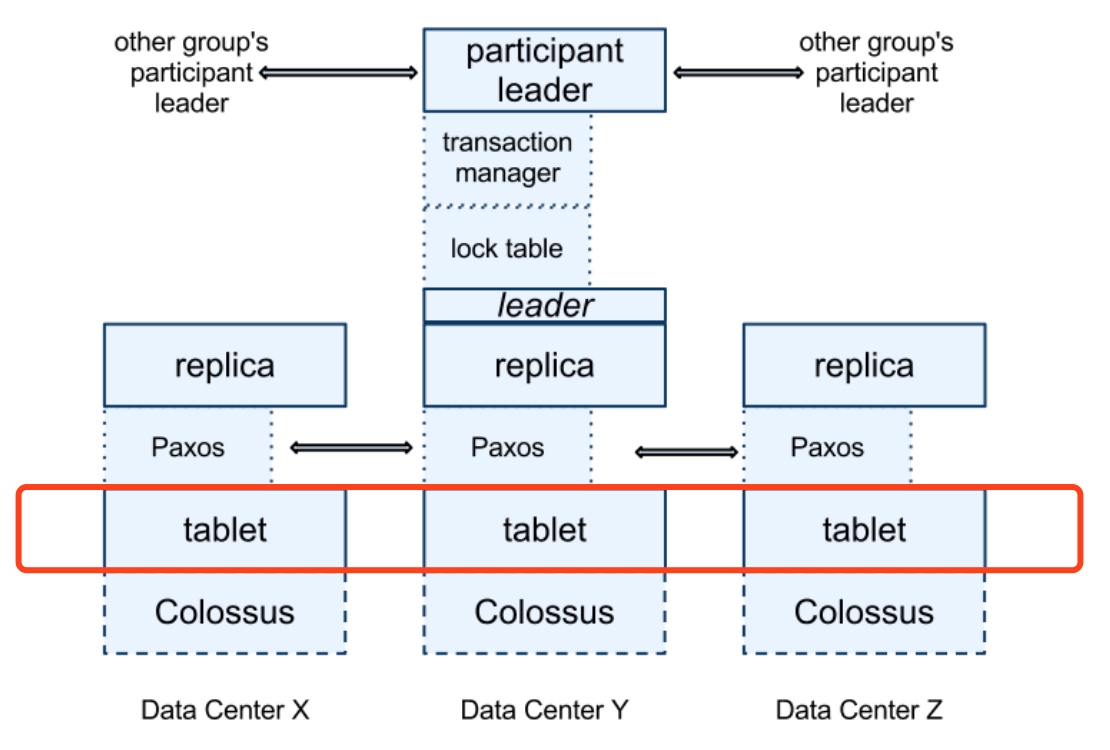 other group's
participant
leader
participant
leader
other group's
participant
leader
transaction
manager
lock table
leader
replica
replica
replica
Paxos
Paxos
Paxos
tablet
tablet
tablet
Colossus
Colossus
Colossus
Data Center X
Data Center Y
Data Center Z